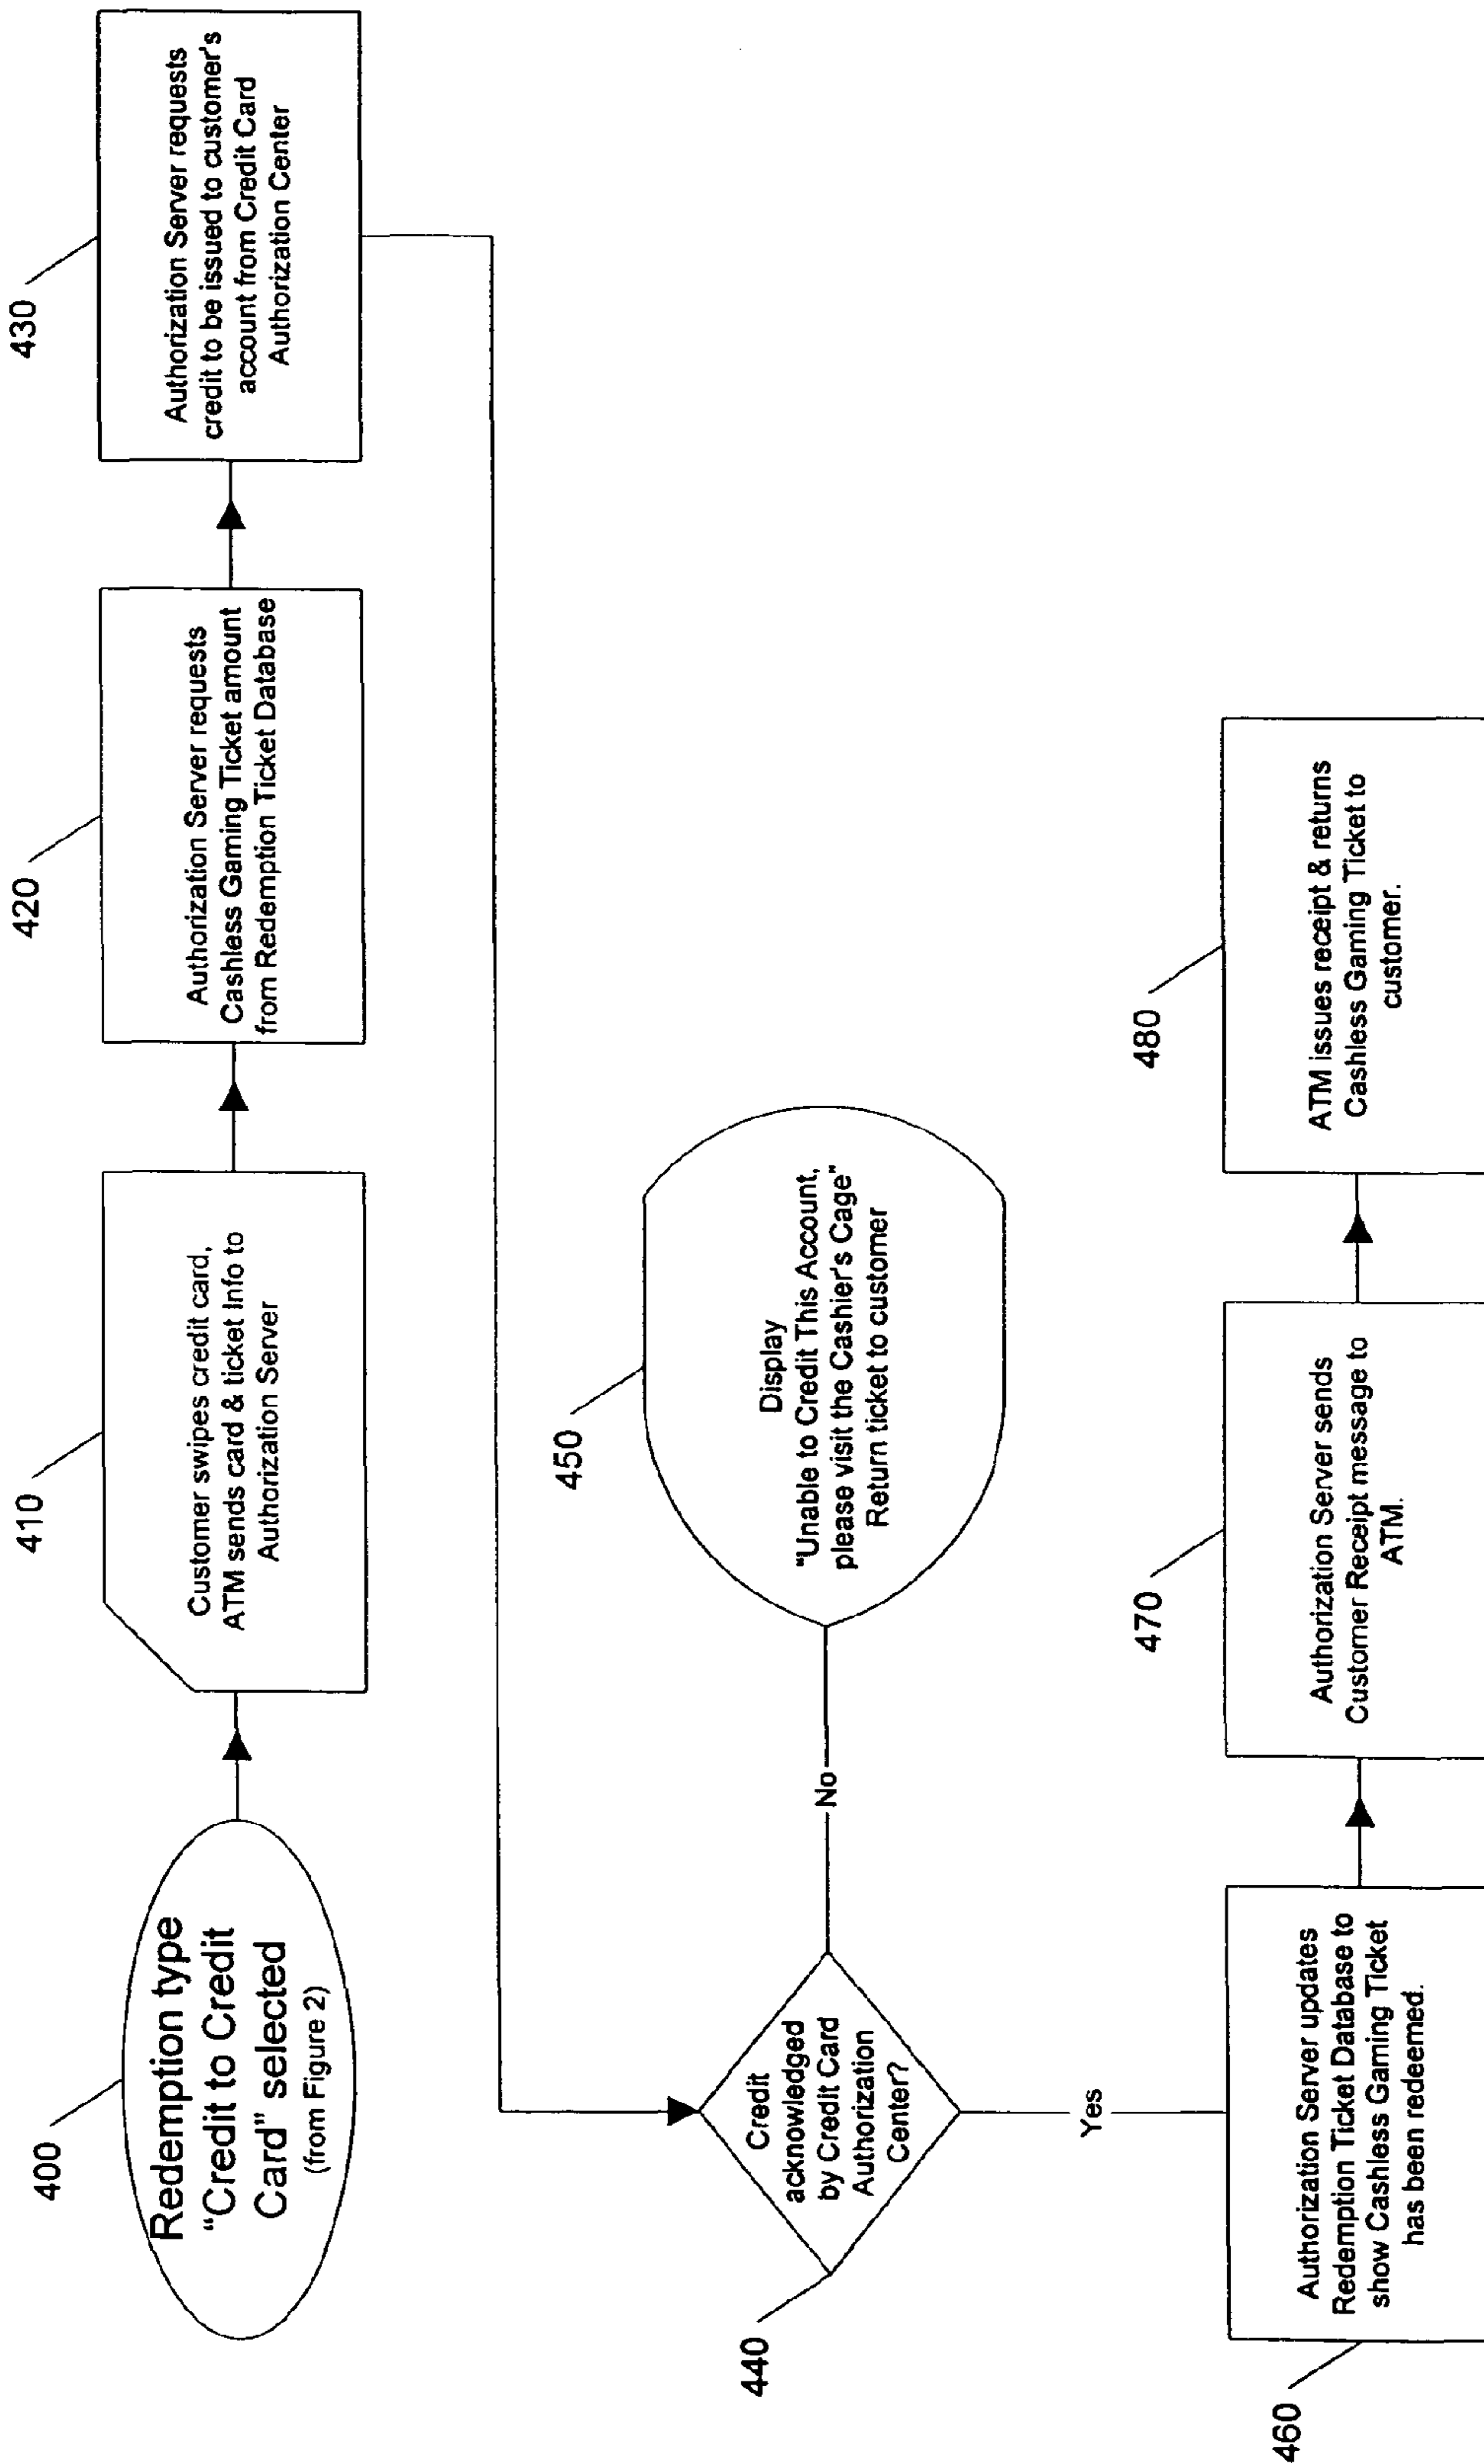 400
Redemption type
“Credit to Credit
Card” selected
(from Figure 2)
410
Customer swipes credit card,
ATM sends card & ticket Info to
Authorization Server
420
Authorization Server requests
Cashless Gaming Ticket amount
from Redemption Ticket Database
430
Authorization Server requests
credit to be issued to customer's
account from Credit Card
Authorization Center
440
Credit
acknowledged
by Credit Card
Authorization
Center?
No
450
Display
"Unable to Credit This Account,
please visit the Cashier's Cage"
Return ticket to customer
Yes
460
Authorization Server updates
Redemption Ticket Database to
show Cashless Gaming Ticket
has been redeemed.
470
Authorization Server sends
Customer Receipt message to
ATM.
480
ATM issues receipt & returns
Cashless Gaming Ticket to
customer.